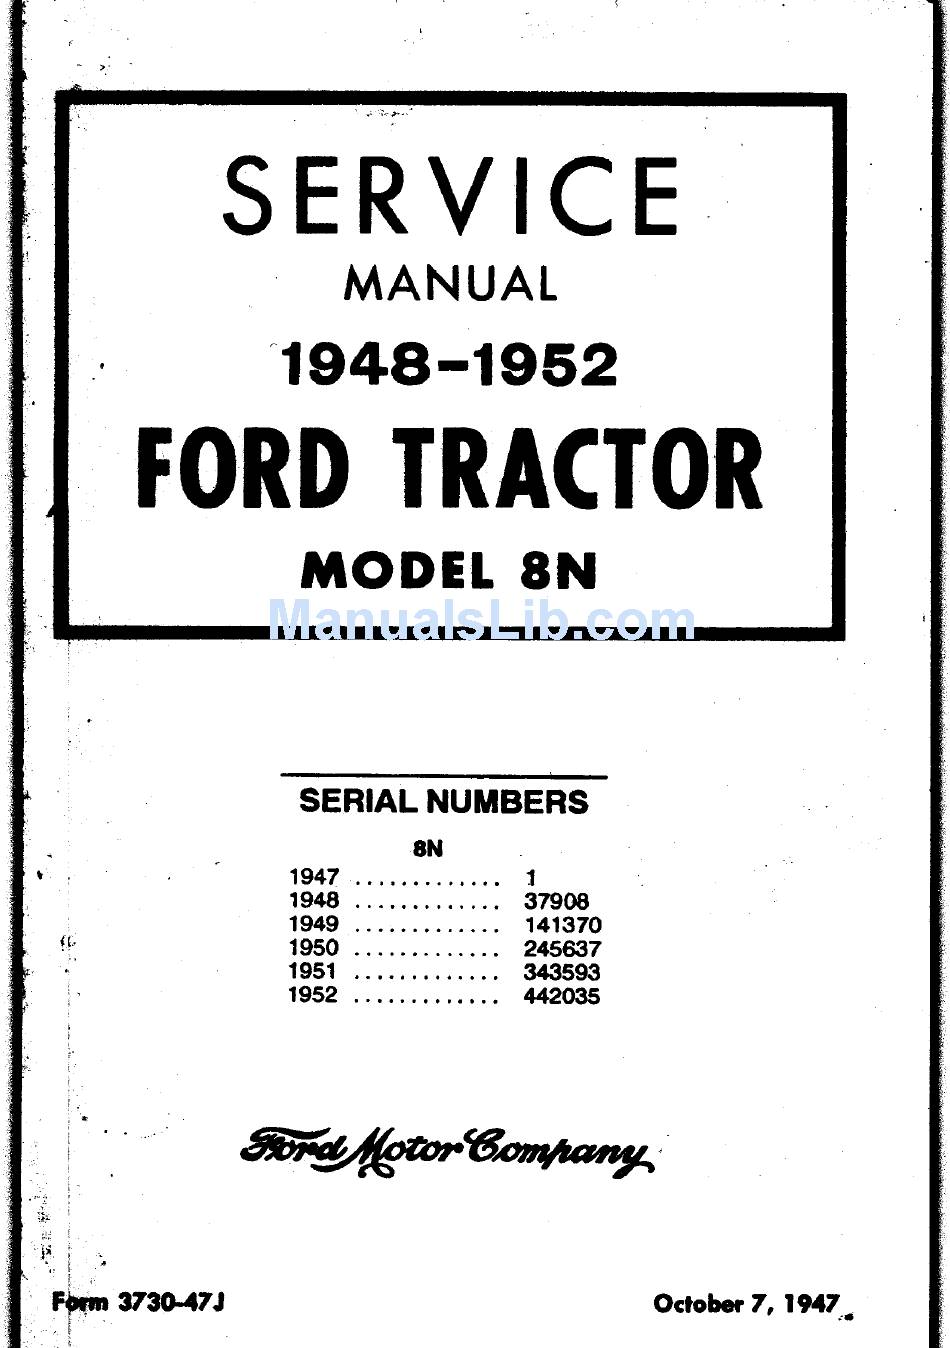 SERVICE
MANUAL
1948-1952
FORD TRACTOR
MODEL 8N
ManualsLib.com
SERIAL NUMBERS
8N
1947 ............. 1
1948 ............. 37908
1949 ............. 141370
1950 ............. 245637
1951 ............. 343593
1952 ............. 442035
Ford Motor Company
Form 3730-47J
October 7, 1947